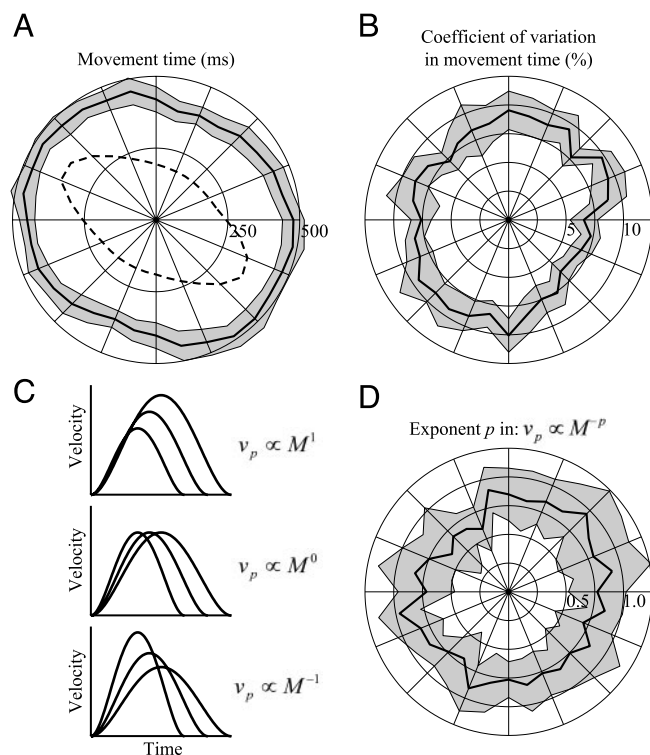 A
Movement time (ms)
250
500
B
Coefficient of variation
in movement time (%)
5
10
C
Velocity
v_p ∝ M^1
Velocity
v_p ∝ M^0
Velocity
v_p ∝ M^{-1}
Time
D
Exponent p in: v_p ∝ M^{-p}
0.5
1.0